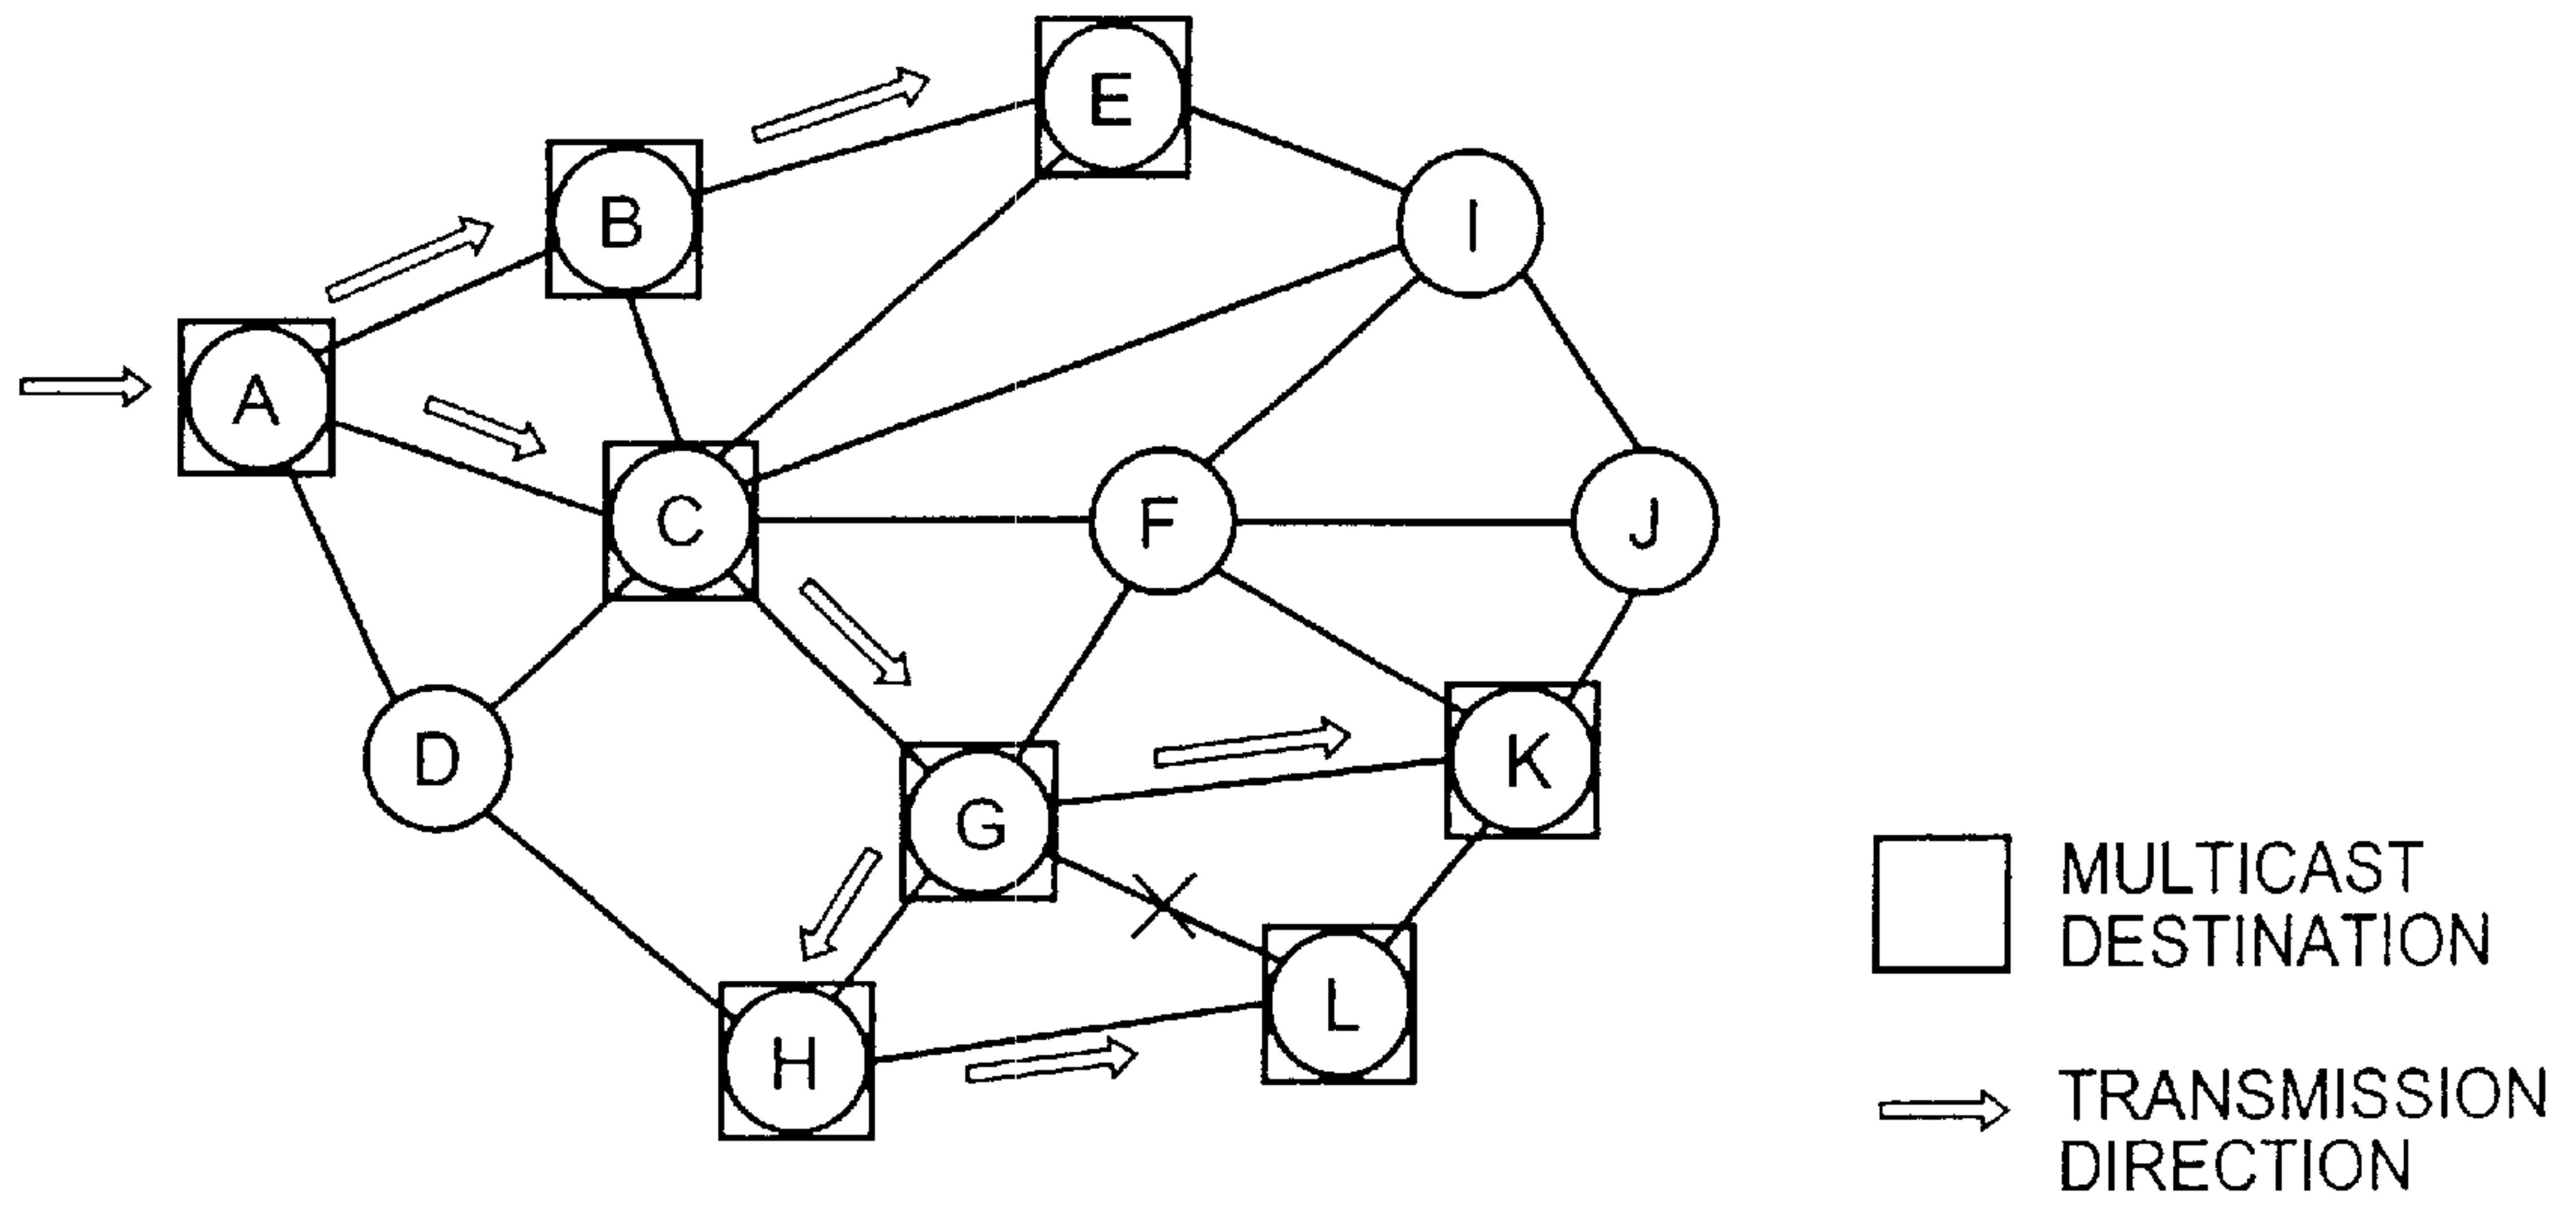 E
B
I
A
C
F
J
D
K
G
L
H
MULTICAST
DESTINATION
TRANSMISSION
DIRECTION